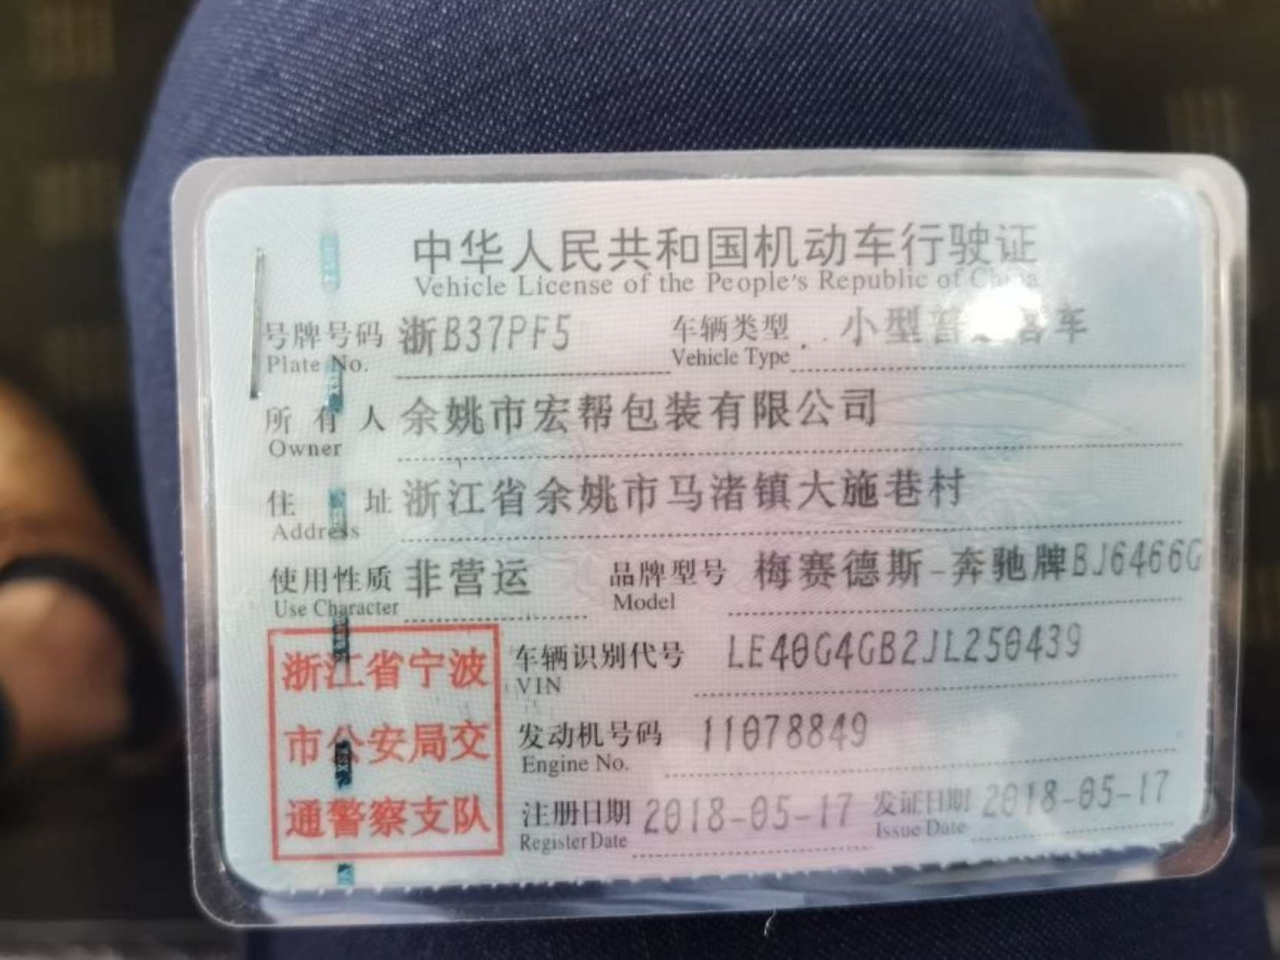 中华人民共和国机动车行驶证
Vehicle License of the People's Republic of China
号牌号码 浙B37PF5 车辆类型 小型普通客车
Plate No. Vehicle Type
所有人 余姚市宏帮包装有限公司
Owner
住址 浙江省余姚市马渚镇大施巷村
Address
使用性质 非营运 品牌型号 梅赛德斯-奔驰牌BJ6466G
Use Character Model
浙江省宁波
市公安局交
通警察支队
车辆识别代号 LE40G4GB2JL250439
VIN
发动机号码 11078849
Engine No.
注册日期 2018-05-17 发证日期 2018-05-17
Register Date Issue Date